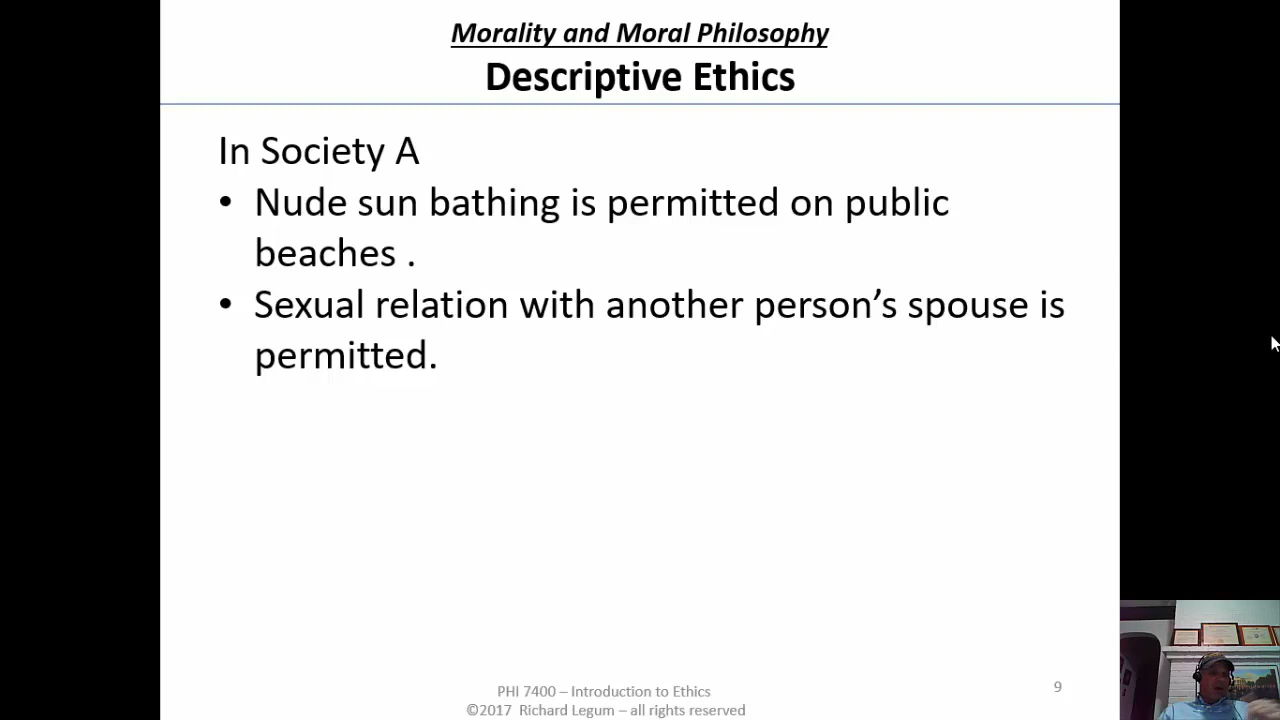 Morality and Moral Philosophy
Descriptive Ethics
In Society A
• Nude sun bathing is permitted on public
beaches .
• Sexual relation with another person’s spouse is
permitted.
PHI 7400 – Introduction to Ethics
©2017 Richard Legum – all rights reserved
9